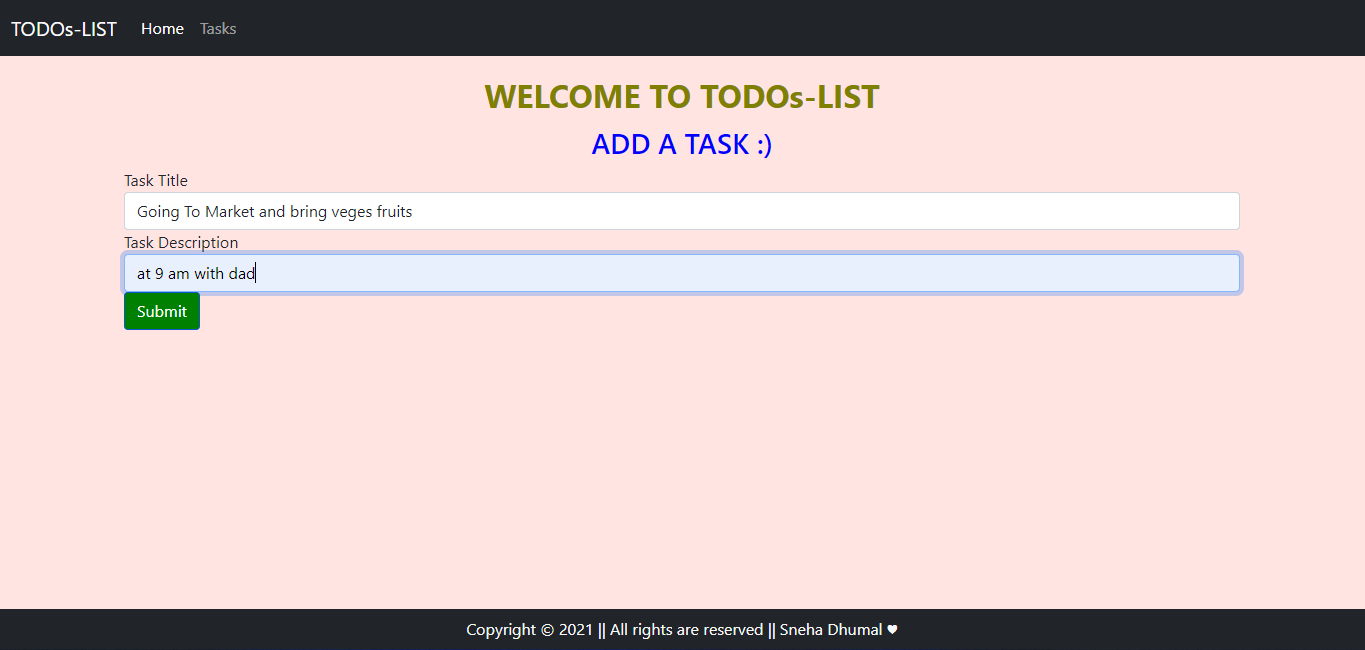 TODOs-LIST Home Tasks
WELCOME TO TODOs-LIST
ADD A TASK :)
Task Title
Going To Market and bring veges fruits
Task Description
at 9 am with dad
Submit
Copyright © 2021 || All rights are reserved || Sneha Dhumal ♥